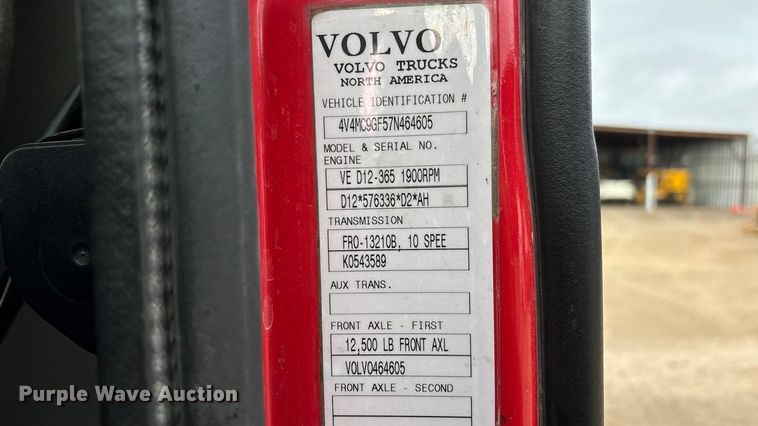 VOLVO
VOLVO TRUCKS
NORTH AMERICA
VEHICLE IDENTIFICATION #
4V4MC9GF57N464605
MODEL & SERIAL NO.
ENGINE
VE D12-365 1900RPM
D12*576336*D2*AH
TRANSMISSION
FRO-13210B, 10 SPEE
K0543589
AUX TRANS.
FRONT AXLE - FIRST
12,500 LB FRONT AXL
VOLVO464605
FRONT AXLE - SECOND
Purple Wave Auction